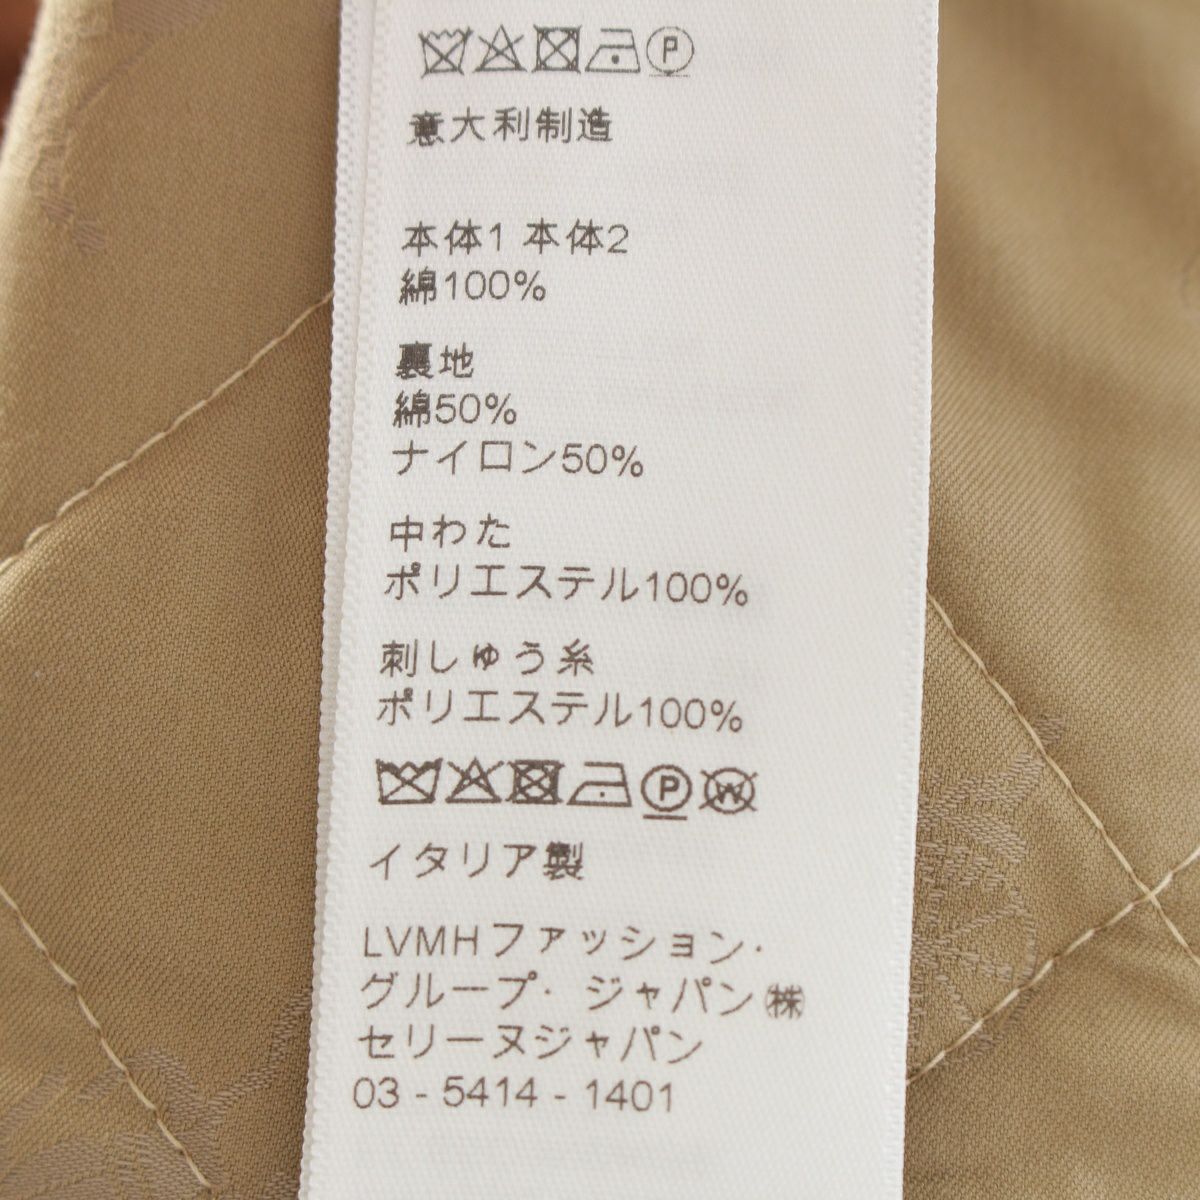 P
意大利制造
本体1 本体2
綿100%
裏地
綿50%
ナイロン50%
中わた
ポリエステル100%
刺しゅう糸
ポリエステル100%
P W
イタリア製
LVMHファッション・
グループ・ジャパン㈱
セリーヌジャパン
03 - 5414 - 1401